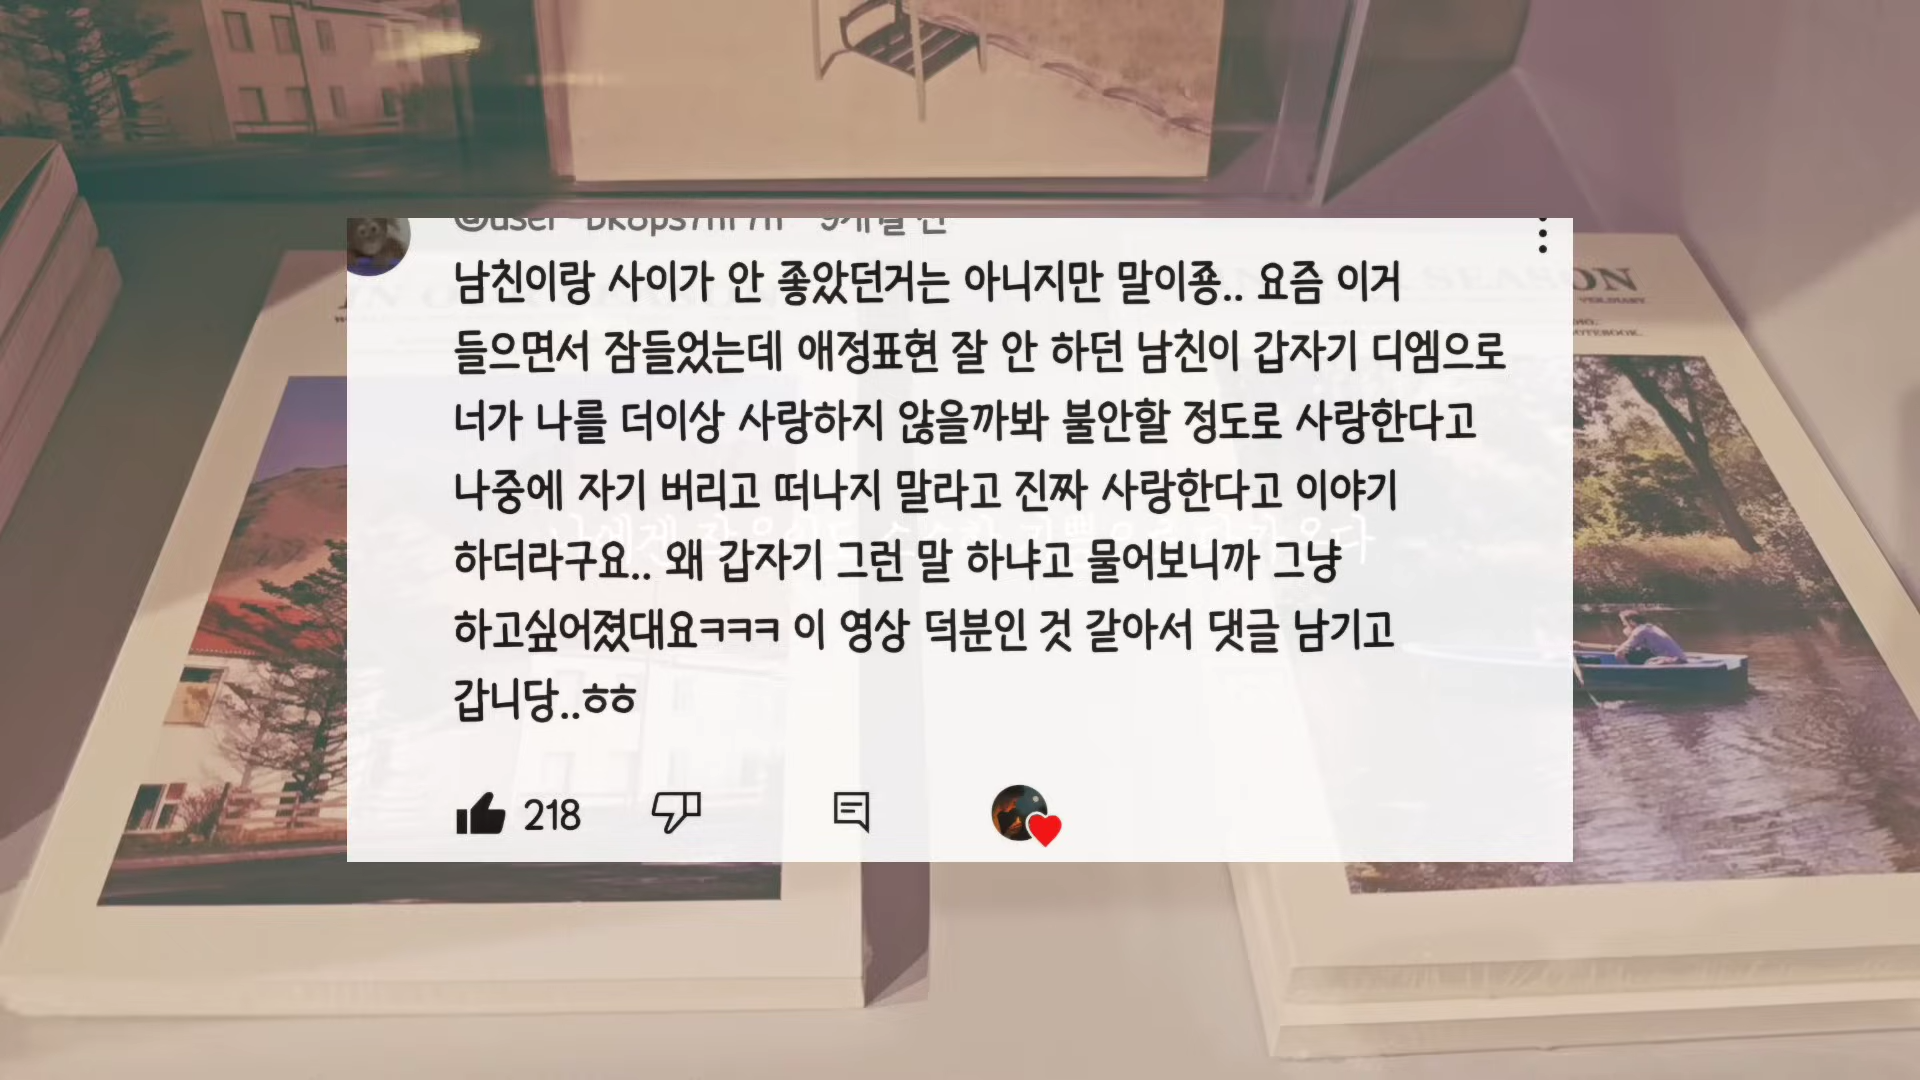 남친이랑 사이가 안 좋았던거는 아니지만 말이죵.. 요즘 이거
들으면서 잠들었는데 애정표현 잘 안 하던 남친이 갑자기 디엠으로
너가 나를 더이상 사랑하지 않을까봐 불안할 정도로 사랑한다고
나중에 자기 버리고 떠나지 말라고 진짜 사랑한다고 이야기
하더라구요.. 왜 갑자기 그런 말 하냐고 물어보니까 그냥
하고싶어졌대요ㅋㅋㅋ 이 영상 덕분인 것 같아서 댓글 남기고
갑니당..ㅎㅎ
218